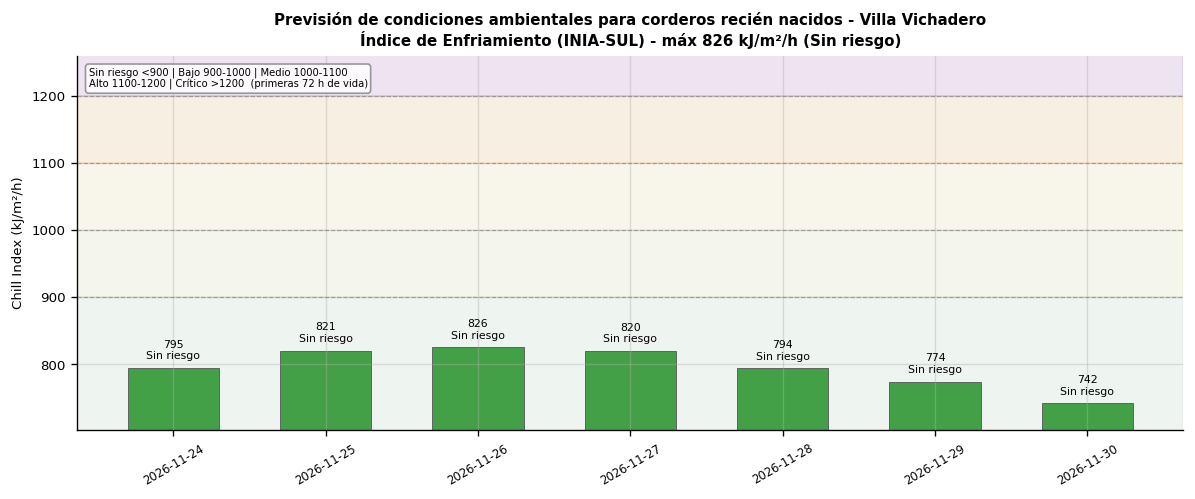 Previsión de condiciones ambientales para corderos recién nacidos - Villa Vichadero
Índice de Enfriamiento (INIA-SUL) - máx 826 kJ/m²/h (Sin riesgo)
Sin riesgo <900 | Bajo 900-1000 | Medio 1000-1100
Alto 1100-1200 | Crítico >1200  (primeras 72 h de vida)
Chill Index (kJ/m²/h)
1200
1100
1000
900
800
795
Sin riesgo
821
Sin riesgo
826
Sin riesgo
820
Sin riesgo
794
Sin riesgo
774
Sin riesgo
742
Sin riesgo
2026-11-24
2026-11-25
2026-11-26
2026-11-27
2026-11-28
2026-11-29
2026-11-30